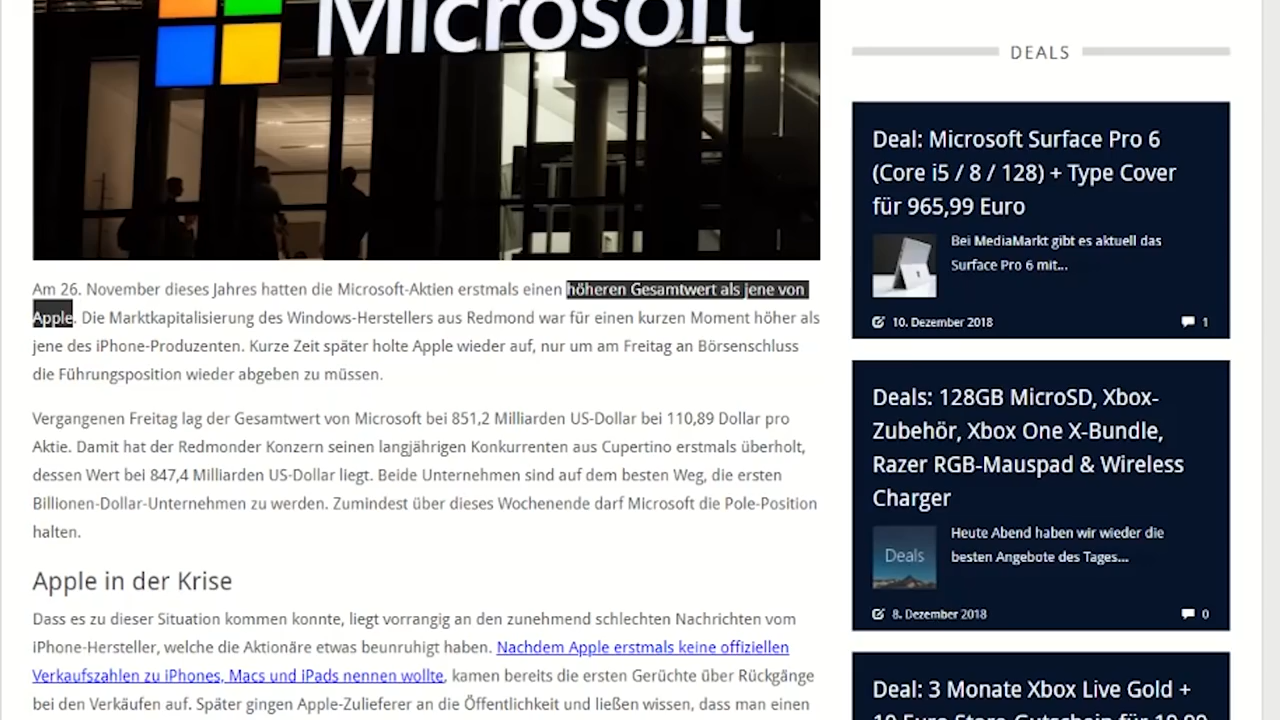 Microsoft
Am 26. November dieses Jahres hatten die Microsoft-Aktien erstmals einen höheren Gesamtwert als jene von
Apple. Die Marktkapitalisierung des Windows-Herstellers aus Redmond war für einen kurzen Moment höher als
jene des iPhone-Produzenten. Kurze Zeit später holte Apple wieder auf, nur um am Freitag an Börsenschluss
die Führungsposition wieder abgeben zu müssen.
Vergangenen Freitag lag der Gesamtwert von Microsoft bei 851,2 Milliarden US-Dollar bei 110,89 Dollar pro
Aktie. Damit hat der Redmonder Konzern seinen langjährigen Konkurrenten aus Cupertino erstmals überholt,
dessen Wert bei 847,4 Milliarden US-Dollar liegt. Beide Unternehmen sind auf dem besten Weg, die ersten
Billionen-Dollar-Unternehmen zu werden. Zumindest über dieses Wochenende darf Microsoft die Pole-Position
halten.
Apple in der Krise
Dass es zu dieser Situation kommen konnte, liegt vorrangig an den zunehmend schlechten Nachrichten vom
iPhone-Hersteller, welche die Aktionäre etwas beunruhigt haben. Nachdem Apple erstmals keine offiziellen
Verkaufszahlen zu iPhones, Macs und iPads nennen wollte, kamen bereits die ersten Gerüchte über Rückgänge
bei den Verkäufen auf. Später gingen Apple-Zulieferer an die Öffentlichkeit und ließen wissen, dass man einen
DEALS
Deal: Microsoft Surface Pro 6
(Core i5 / 8 / 128) + Type Cover
für 965,99 Euro
Bei MediaMarkt gibt es aktuell das
Surface Pro 6 mit...
10. Dezember 2018 1
Deals: 128GB MicroSD, Xbox-
Zubehör, Xbox One X-Bundle,
Razer RGB-Mauspad & Wireless
Charger
Deals
Heute Abend haben wir wieder die
besten Angebote des Tages...
8. Dezember 2018 0
Deal: 3 Monate Xbox Live Gold +
10 Euro Store-Gutschein für 19,99